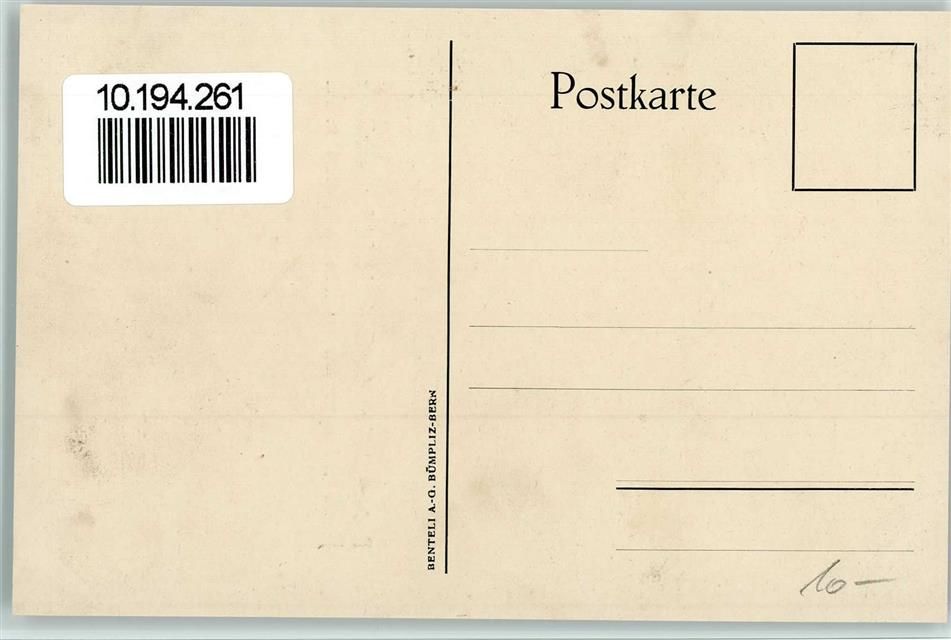 10.194.261
Postkarte
BENTELI A.-G. BÜMPLIZ-BERN
10—